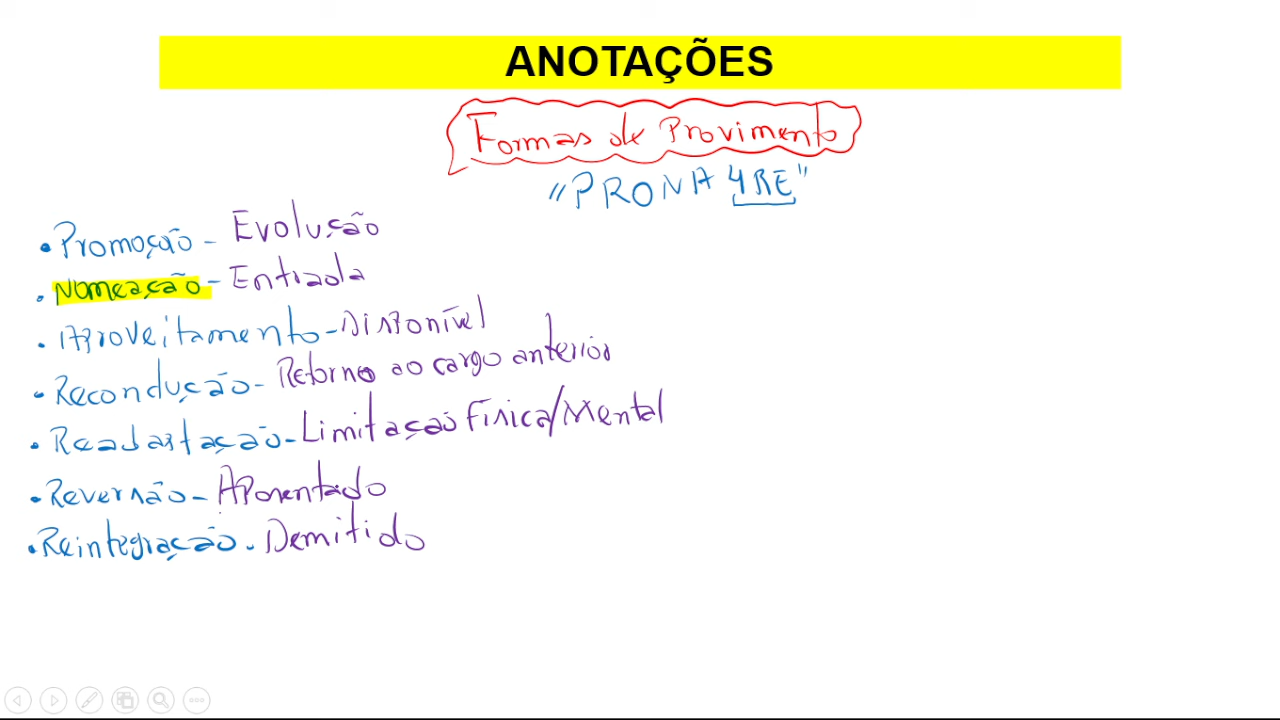 ANOTAÇÕES
Formas de Provimento
"PRONA 4RE"
• Promoção - Evolução
• Nomeação - Entrada
• Aproveitamento - Disponível
• Recondução - Retorno ao cargo anterior
• Readaptação - Limitação Física/Mental
• Reversão - Aposentado
• Reintegração - Demitido